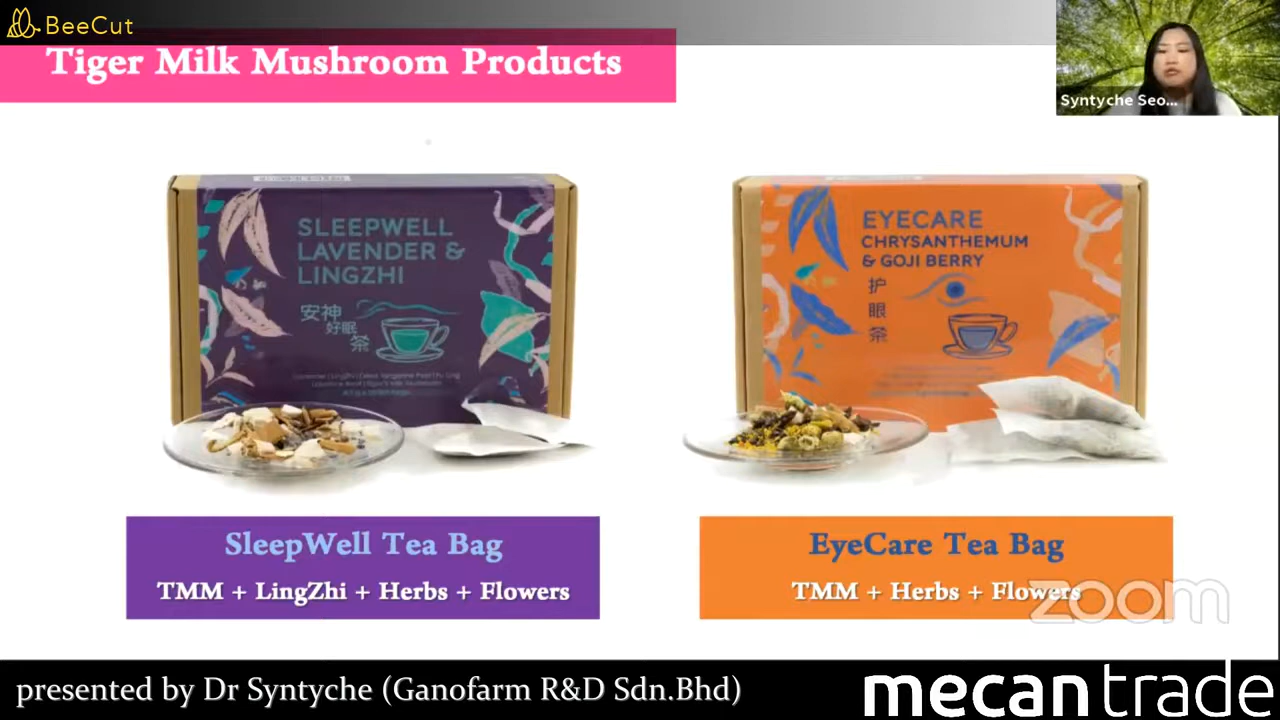 BeeCut
Tiger Milk Mushroom Products
Syntyche Seo...
SLEEPWELL
LAVENDER &
LINGZHI
安神
好眠
茶
EYECARE
CHRYSANTHEMUM
& GOJI BERRY
护
眼
茶
SleepWell Tea Bag
TMM + LingZhi + Herbs + Flowers
EyeCare Tea Bag
TMM + Herbs + Flowers
zoom
presented by Dr Syntyche (Ganofarm R&D Sdn.Bhd)
mecantrade